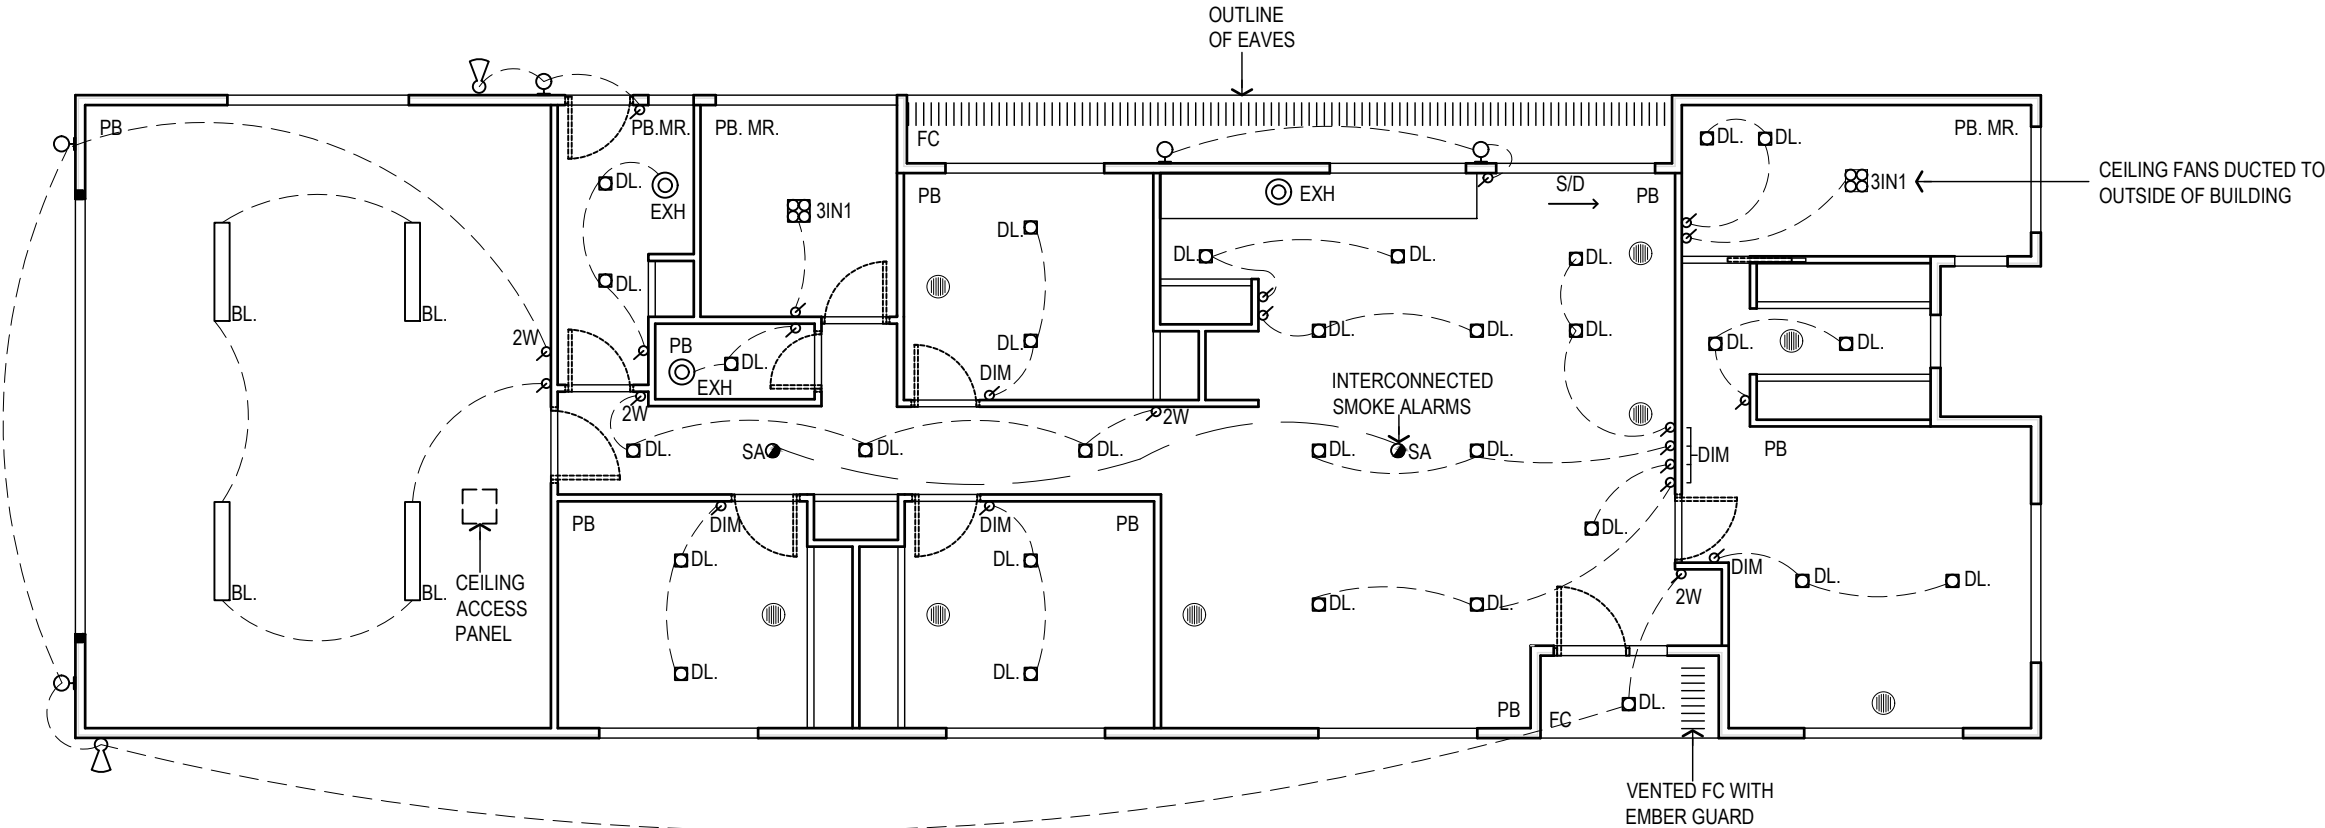 OUTLINE
OF EAVES
PB
PB.MR.
PB. MR.
FC
DL.
DL.
PB. MR.
CEILING FANS DUCTED TO
OUTSIDE OF BUILDING
3IN1
S/D
PB
PB
EXH
DL.
EXH
3IN1
DL.
DL.
DL.
DL.
DL.
BL.
BL.
2W
PB
DL.
EXH
DL.
DIM
DL.
DL.
DL.
DL.
DL.
INTERCONNECTED
SMOKE ALARMS
2W
2W
DL.
SA
DL.
DL.
DL.
SA
DL.
DIM
PB
PB
DIM
DIM
PB
DL.
DL.
DL.
DIM
DL.
DL.
BL.
BL.
CEILING
ACCESS
PANEL
2W
DL.
DL.
DL.
DL.
PB
FC
DL.
VENTED FC WITH
EMBER GUARD